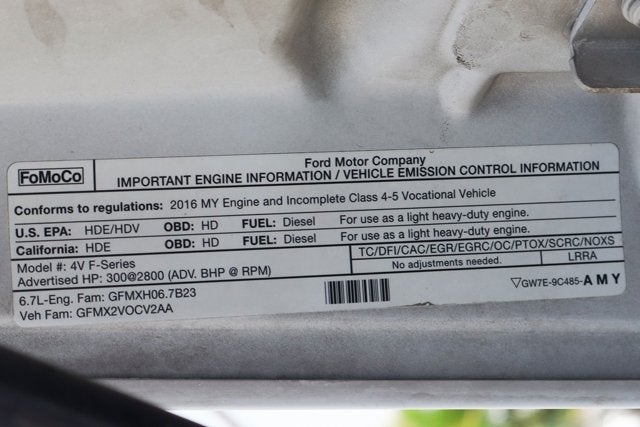 FoMoCo
Ford Motor Company
IMPORTANT ENGINE INFORMATION / VEHICLE EMISSION CONTROL INFORMATION
Conforms to regulations: 2016 MY Engine and Incomplete Class 4-5 Vocational Vehicle
U.S. EPA: HDE/HDV OBD: HD FUEL: Diesel For use as a light heavy-duty engine.
California: HDE OBD: HD FUEL: Diesel For use as a light heavy-duty engine.
Model #: 4V F-Series
Advertised HP: 300@2800 (ADV. BHP @ RPM)
TC/DFI/CAC/EGR/EGRC/OC/PTOX/SCRC/NOXS
No adjustments needed. LRRA
6.7L-Eng. Fam: GFMXH06.7B23
Veh Fam: GFMX2VOCV2AA
▽GW7E-9C485-AMY